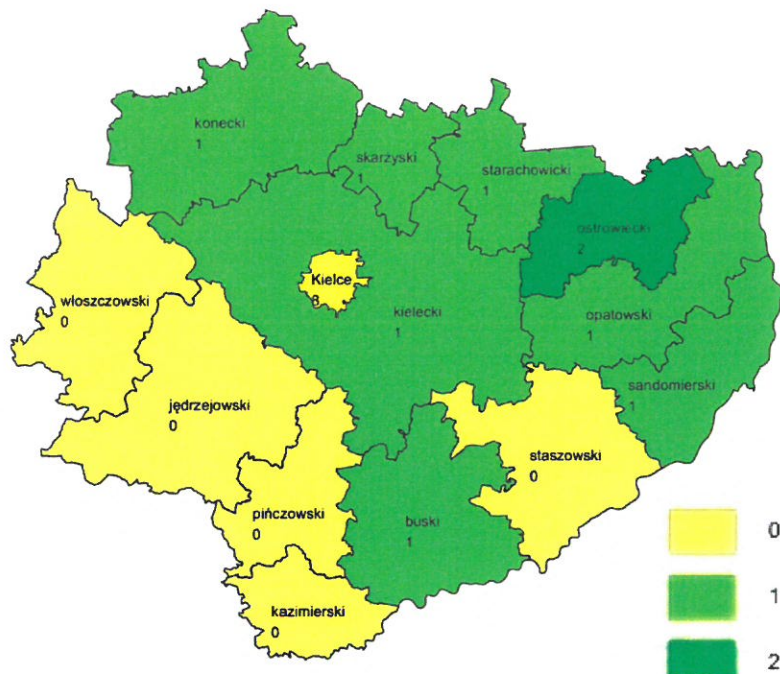 konecki
1
skarżyski
1
starachowicki
1
ostrowiecki
2
Kielce
włoszczowski
0
kielecki
1
opatowski
1
sandomierski
1
jędrzejowski
0
staszowski
0
pińczowski
0
buski
1
kazimierski
0
0
1
2